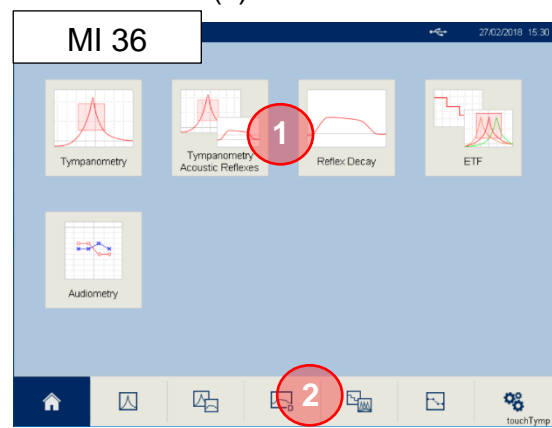 MI 36
27/02/2018 15:30
Tympanometry
Tympanometry
Acoustic Reflexes
1
Reflex Decay
ETF
Audiometry
D
2
touchTymp